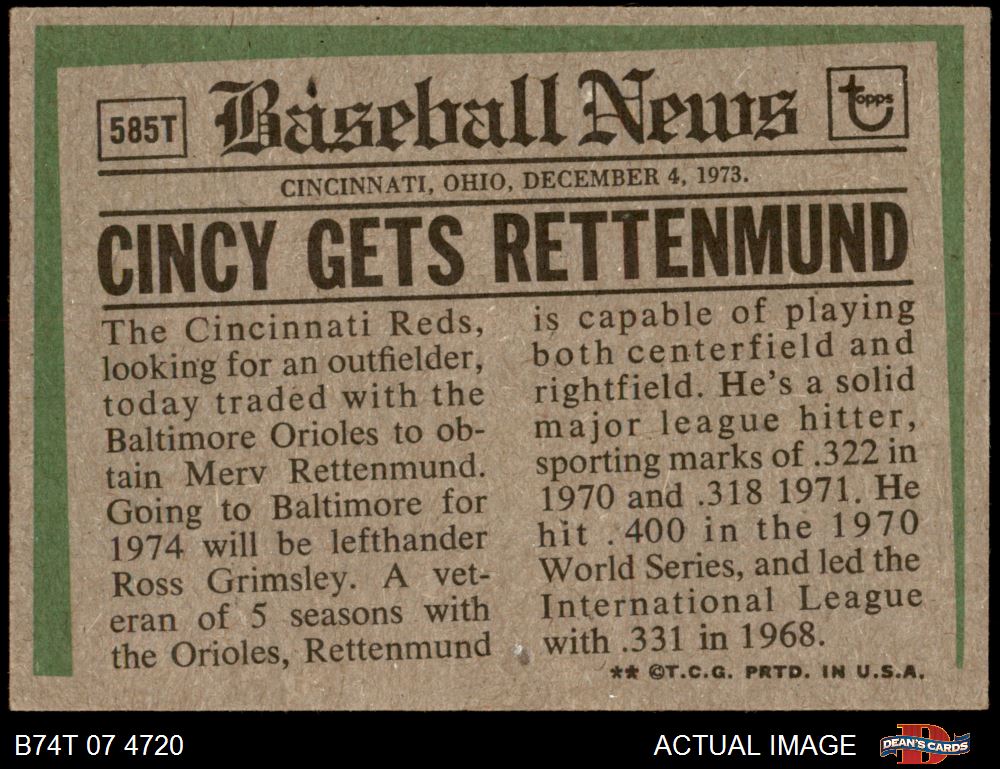 585T
Baseball News
topps
CINCINNATI, OHIO, DECEMBER 4, 1973.
CINCY GETS RETTENMUND
The Cincinnati Reds,
looking for an outfielder,
today traded with the
Baltimore Orioles to ob-
tain Merv Rettenmund.
Going to Baltimore for
1974 will be lefthander
Ross Grimsley. A vet-
eran of 5 seasons with
the Orioles, Rettenmund
is capable of playing
both centerfield and
rightfield. He's a solid
major league hitter,
sporting marks of .322 in
1970 and .318 1971. He
hit .400 in the 1970
World Series, and led the
International League
with .331 in 1968.
** ©T.C.G. PRTD. IN U.S.A.
B74T 07 4720
ACTUAL IMAGE
DEAN'S CARDS